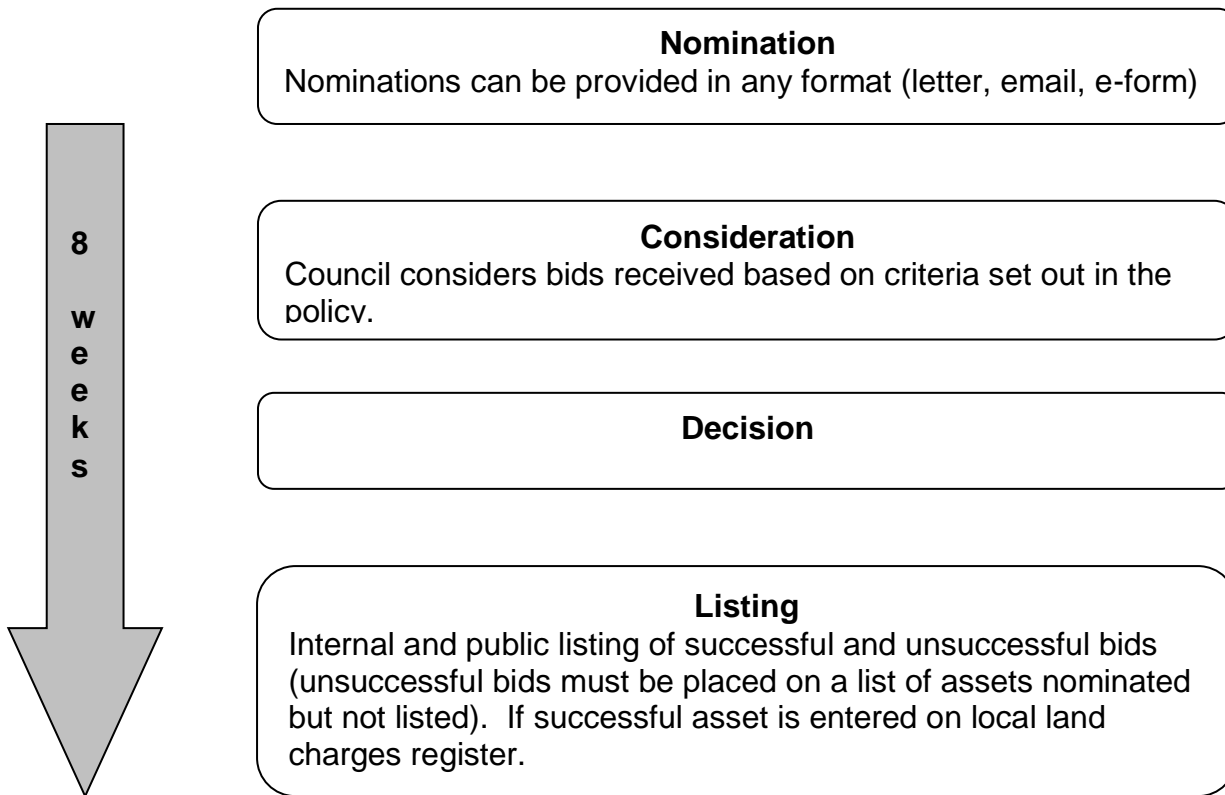 Nomination
Nominations can be provided in any format (letter, email, e-form)
8
weeks
Consideration
Council considers bids received based on criteria set out in the
policy.
Decision
Listing
Internal and public listing of successful and unsuccessful bids
(unsuccessful bids must be placed on a list of assets nominated
but not listed).  If successful asset is entered on local land
charges register.